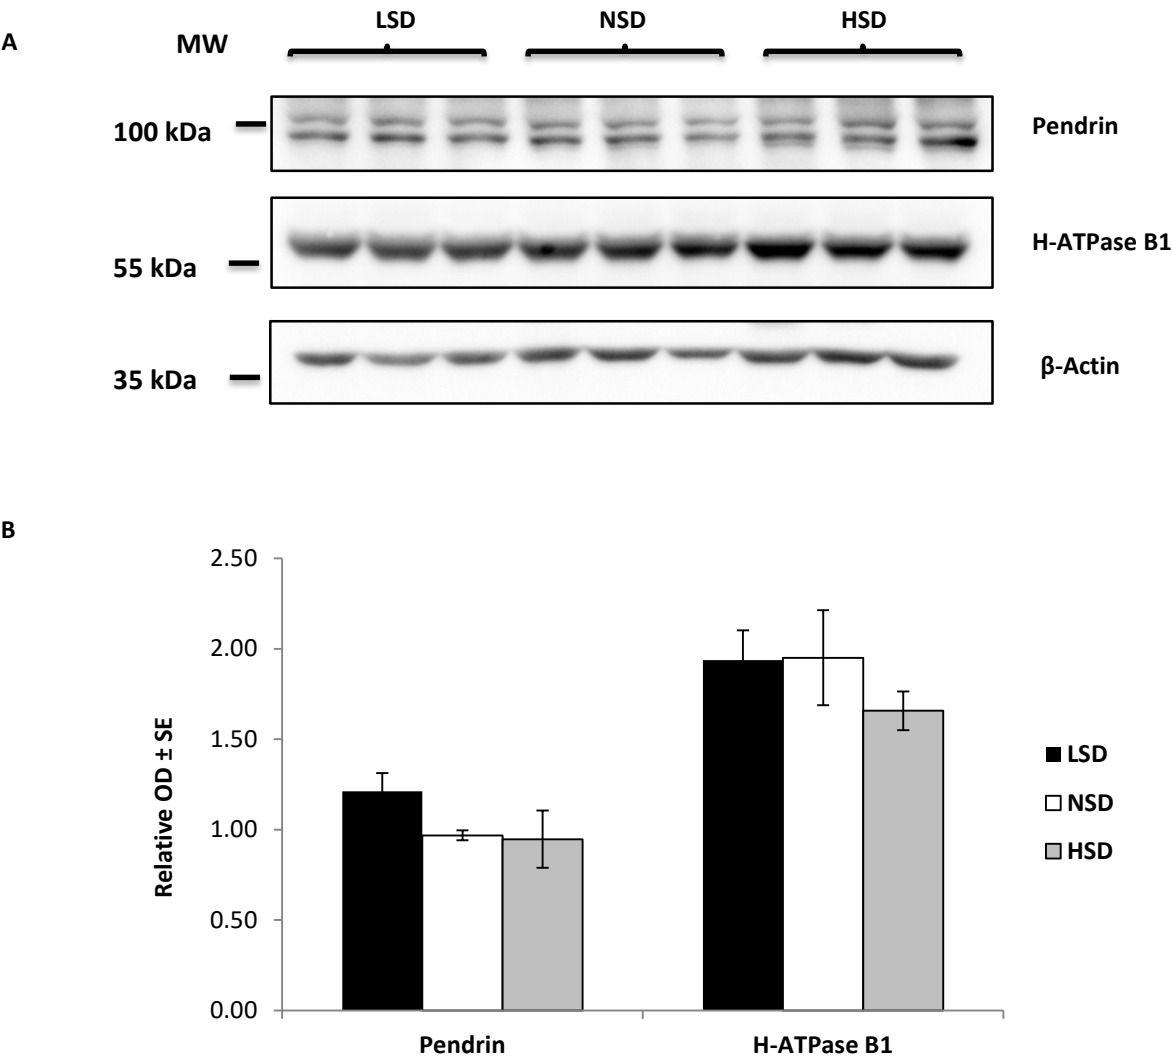 A
MW
LSD NSD HSD
100 kDa
Pendrin
55 kDa
H-ATPase B1
35 kDa
β-Actin
B
Relative OD ± SE
2.50
2.00
1.50
1.00
0.50
0.00
Pendrin H-ATPase B1
LSD
NSD
HSD